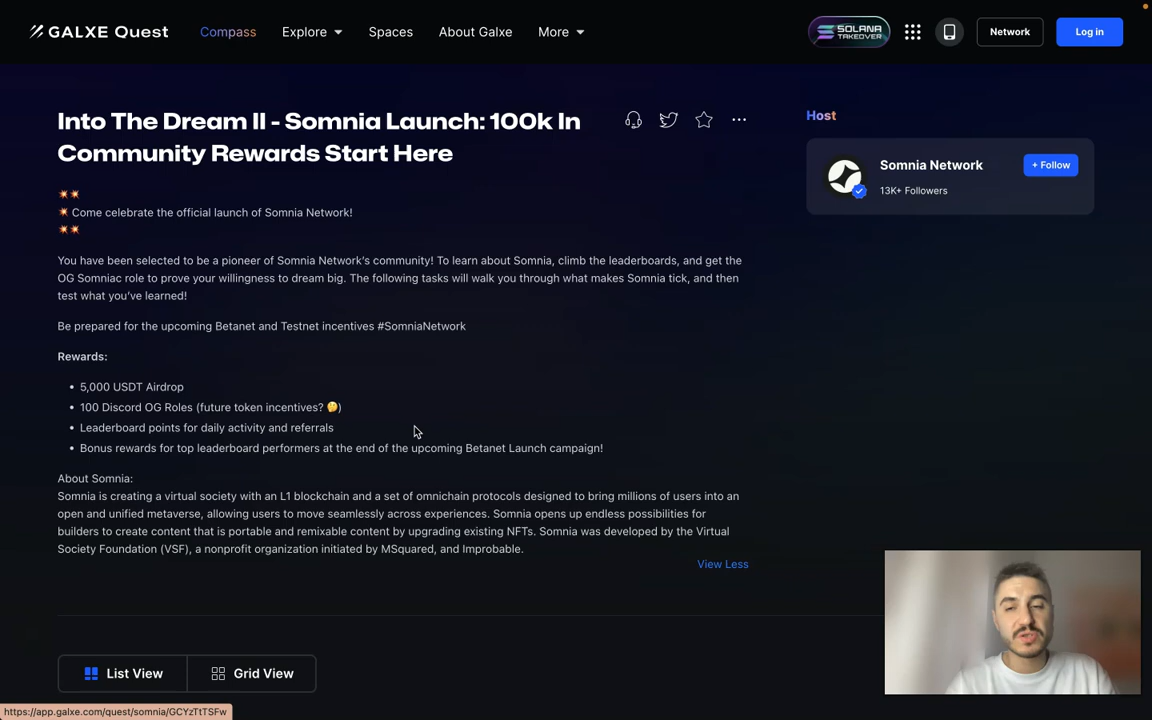 GALXE Quest Compass Explore Spaces About Galxe More SOLANA TAKEOVER Network Log in
Into The Dream II - Somnia Launch: 100k In
Community Rewards Start Here
Host
Somnia Network
+ Follow
13K+ Followers
💥💥
💥 Come celebrate the official launch of Somnia Network!
💥💥
You have been selected to be a pioneer of Somnia Network's community! To learn about Somnia, climb the leaderboards, and get the
OG Somniac role to prove your willingness to dream big. The following tasks will walk you through what makes Somnia tick, and then
test what you've learned!
Be prepared for the upcoming Betanet and Testnet incentives #SomniaNetwork
Rewards:
• 5,000 USDT Airdrop
• 100 Discord OG Roles (future token incentives? 🤔)
• Leaderboard points for daily activity and referrals
• Bonus rewards for top leaderboard performers at the end of the upcoming Betanet Launch campaign!
About Somnia:
Somnia is creating a virtual society with an L1 blockchain and a set of omnichain protocols designed to bring millions of users into an
open and unified metaverse, allowing users to move seamlessly across experiences. Somnia opens up endless possibilities for
builders to create content that is portable and remixable content by upgrading existing NFTs. Somnia was developed by the Virtual
Society Foundation (VSF), a nonprofit organization initiated by MSquared, and Improbable.
View Less
List View Grid View
https://app.galxe.com/quest/somnia/GCYzTtTSFw